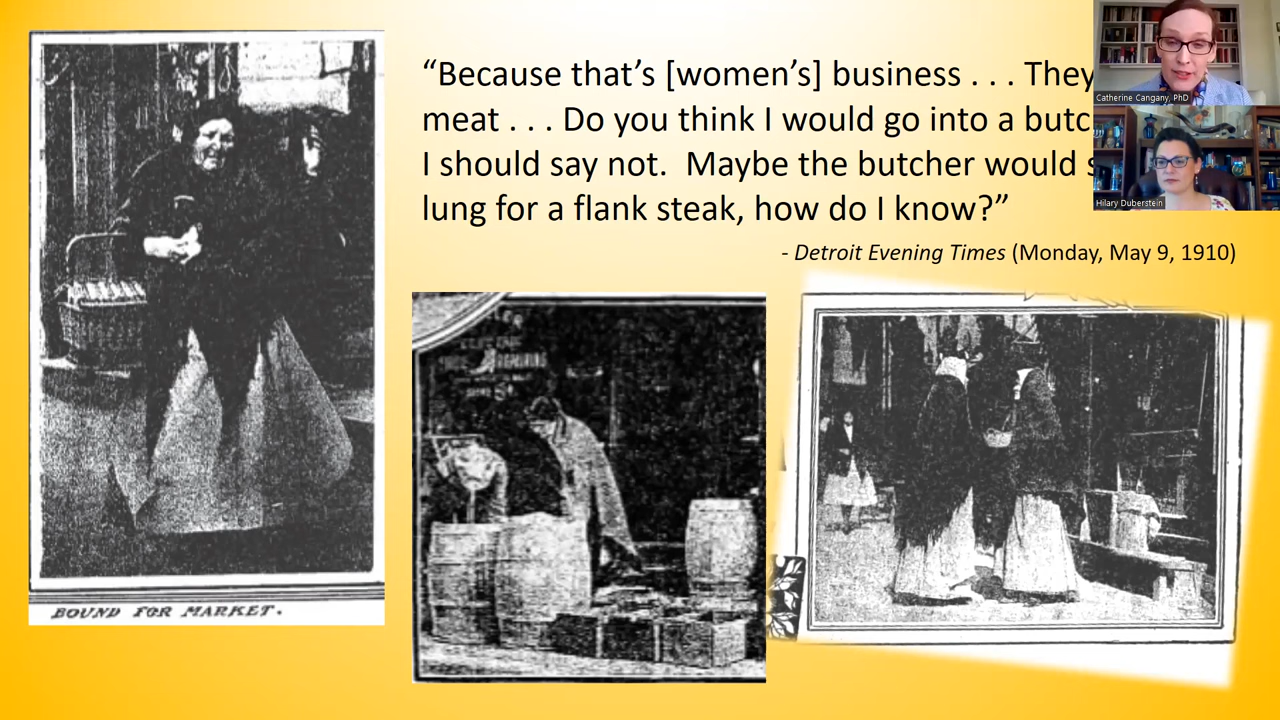 “Because that’s [women’s] business . . . They
meat . . . Do you think I would go into a butc
I should say not.  Maybe the butcher would s
lung for a flank steak, how do I know?”
- Detroit Evening Times (Monday, May 9, 1910)
Catherine Cangany, PhD
Hilary Duberstein
BOUND FOR MARKET.